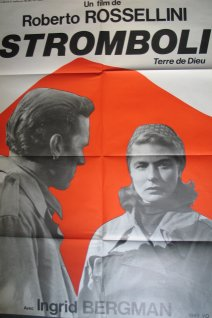 Un film de
Roberto ROSSELLINI
STROMBOLI
Terre de Dieu
Avec
Ingrid BERGMAN